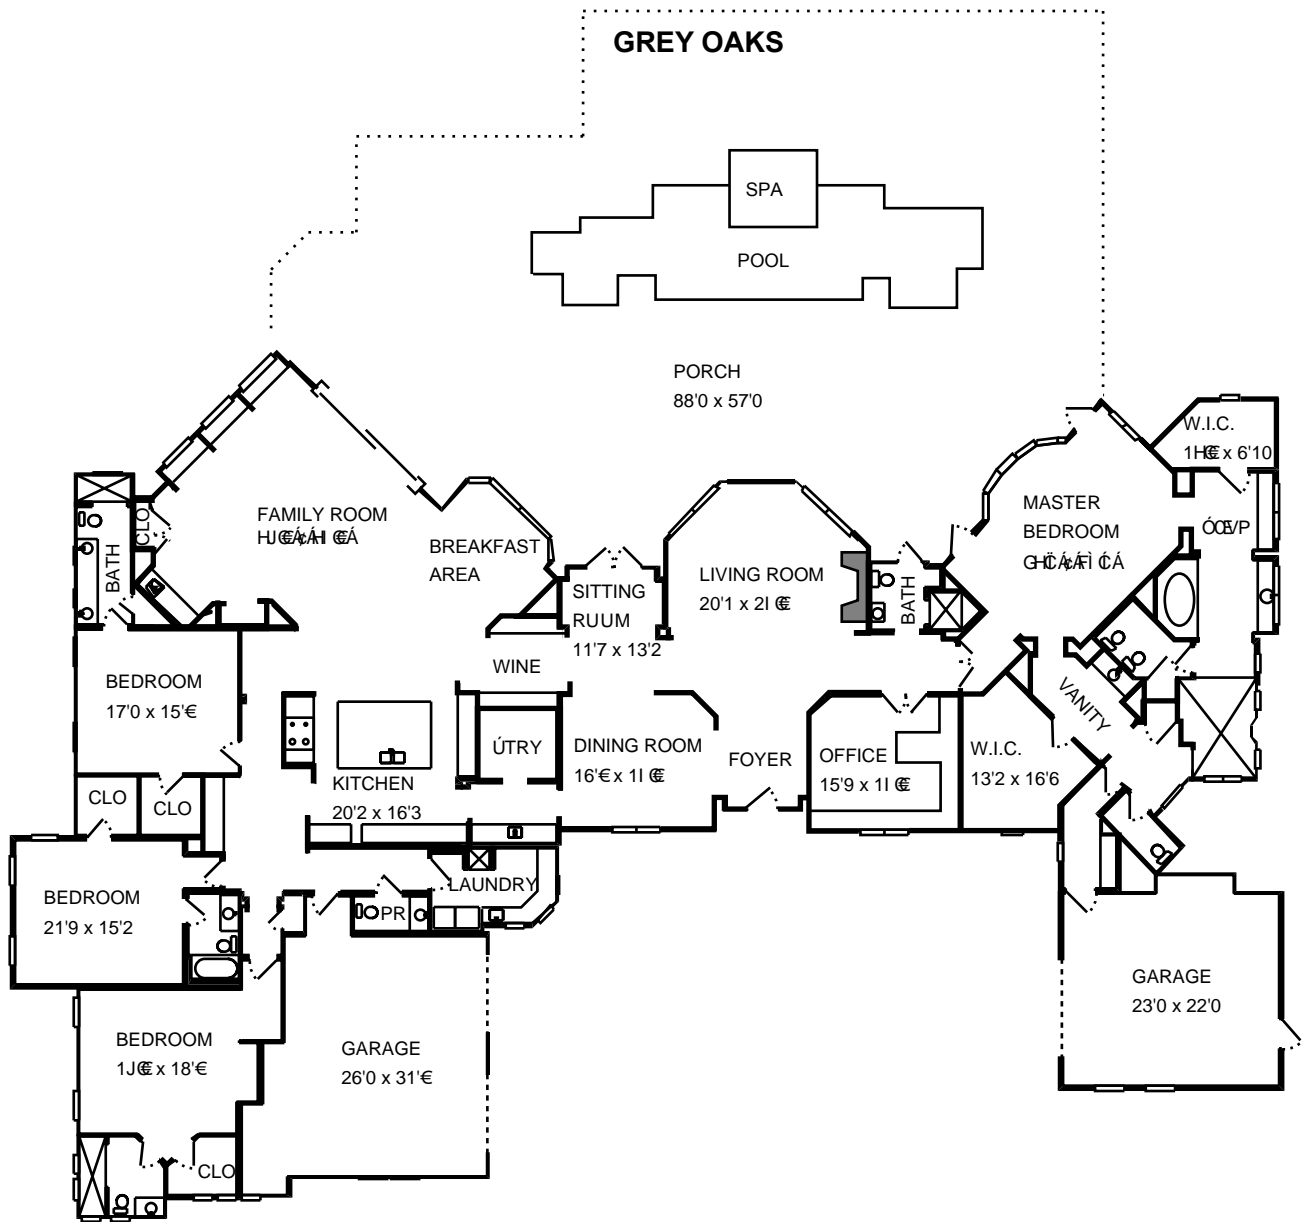 GREY OAKS
SPA
POOL
PORCH
88'0 x 57'0
W.I.C.
x 6'10
MASTER
BEDROOM
FAMILY ROOM
CLO
BATH
BREAKFAST
AREA
SITTING
RUUM
11'7 x 13'2
LIVING ROOM
20'1 x
BATH
WINE
BEDROOM
17'0 x 15'€
VANITY
ÚTRY
DINING ROOM
16'€ x
FOYER
OFFICE
15'9 x
W.I.C.
13'2 x 16'6
KITCHEN
20'2 x 16'3
CLO
CLO
LAUNDRY
PR
BEDROOM
21'9 x 15'2
GARAGE
23'0 x 22'0
BEDROOM
x 18'€
GARAGE
26'0 x 31'€
CLO